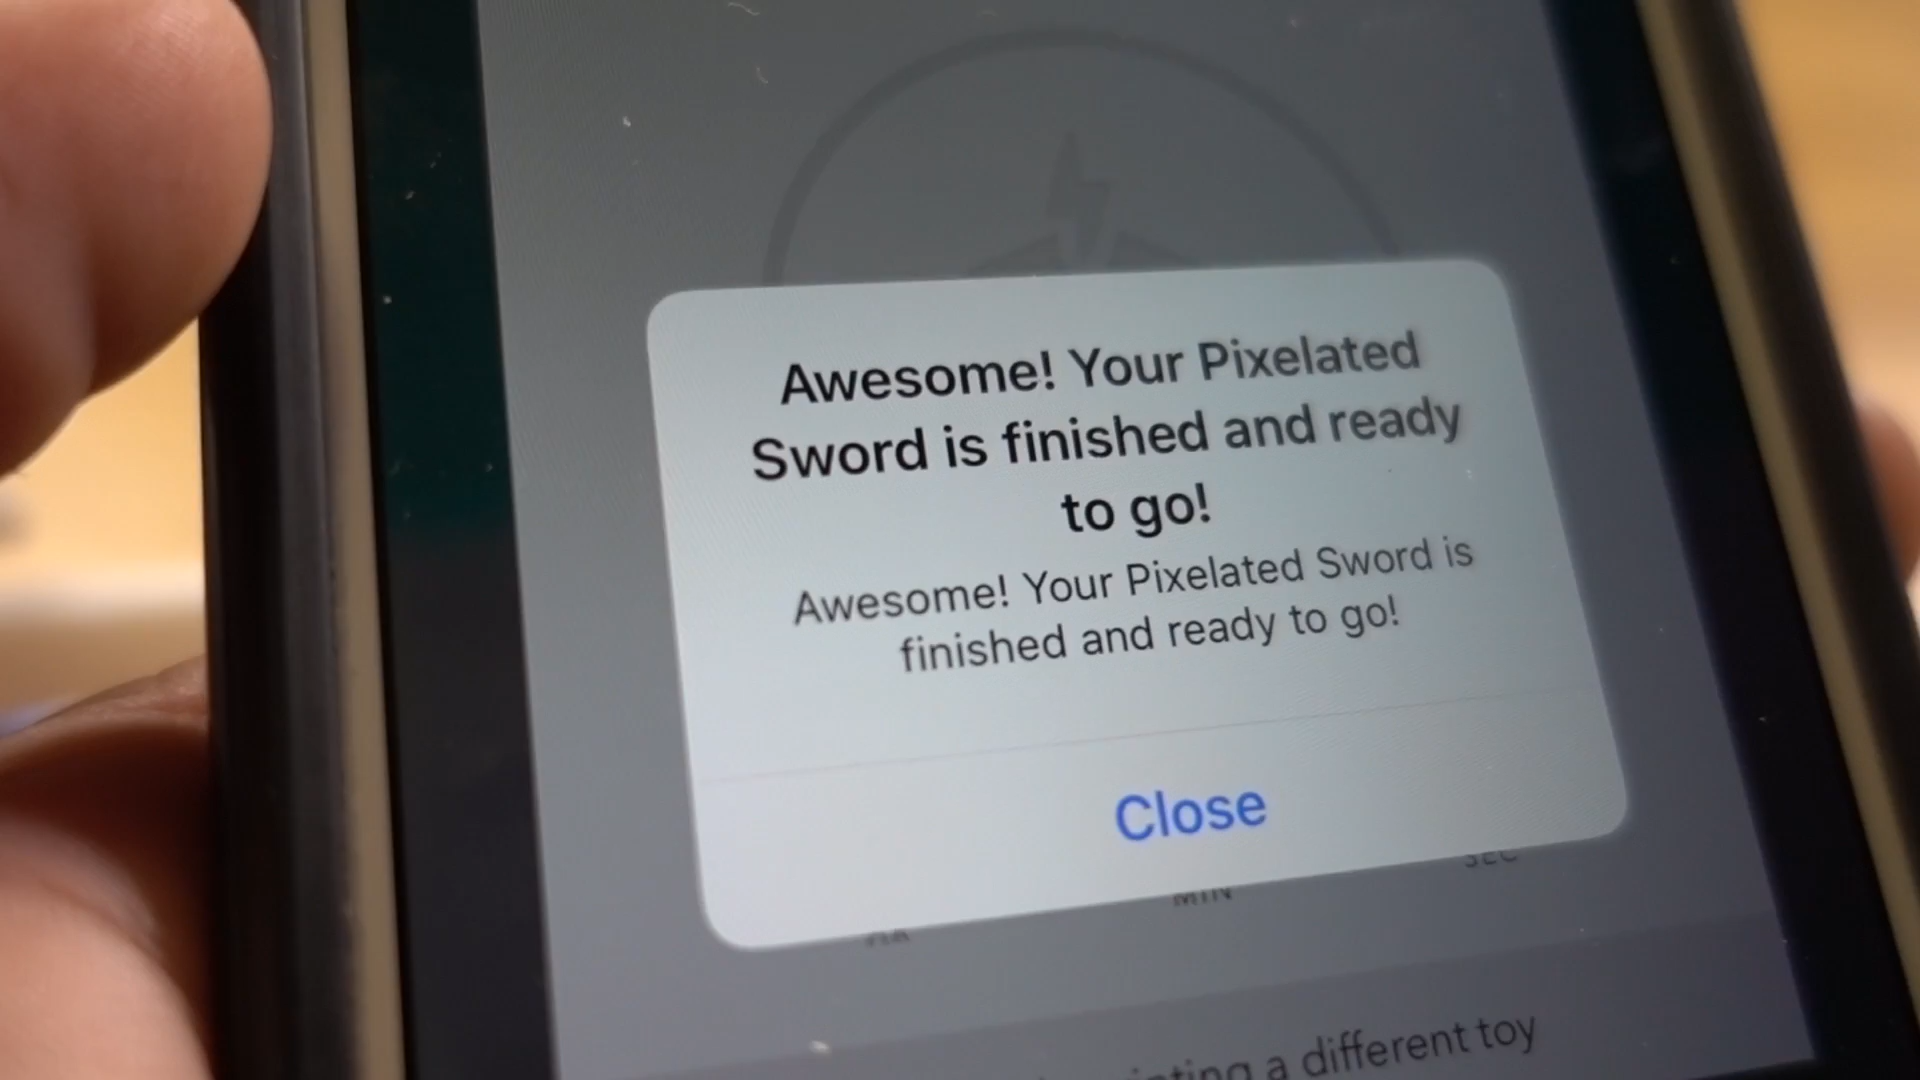 Awesome! Your Pixelated
Sword is finished and ready
to go!
Awesome! Your Pixelated Sword is
finished and ready to go!
Close
SEC
MIN
a different toy